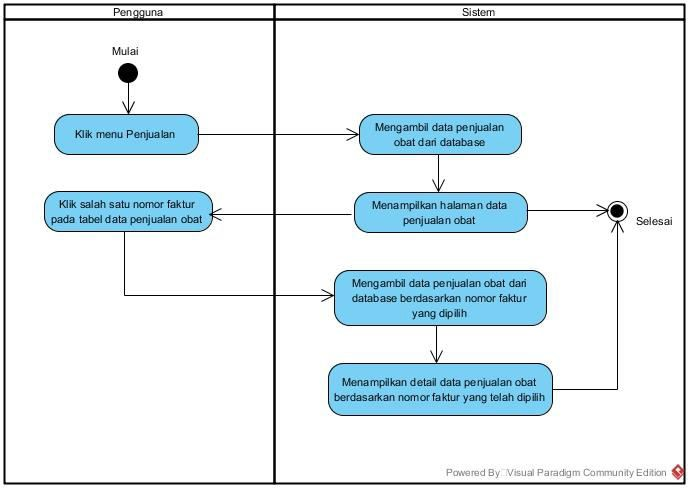 Pengguna
Sistem
Mulai
Klik menu Penjualan
Mengambil data penjualan
obat dari database
Klik salah satu nomor faktur
pada tabel data penjualan obat
Menampilkan halaman data
penjualan obat
Selesai
Mengambil data penjualan obat dari
database berdasarkan nomor faktur
yang dipilih
Menampilkan detail data penjualan obat
berdasarkan nomor faktur yang telah dipilih
Powered By Visual Paradigm Community Edition